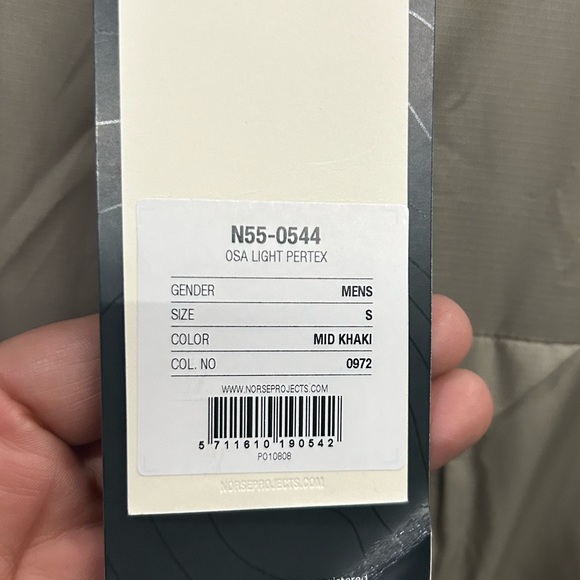 N55-0544
OSA LIGHT PERTEX
GENDER MENS
SIZE S
COLOR MID KHAKI
COL. NO 0972
WWW.NORSEPROJECTS.COM
5 711610 190542
PO10808
NORSEPROJECTS.COM